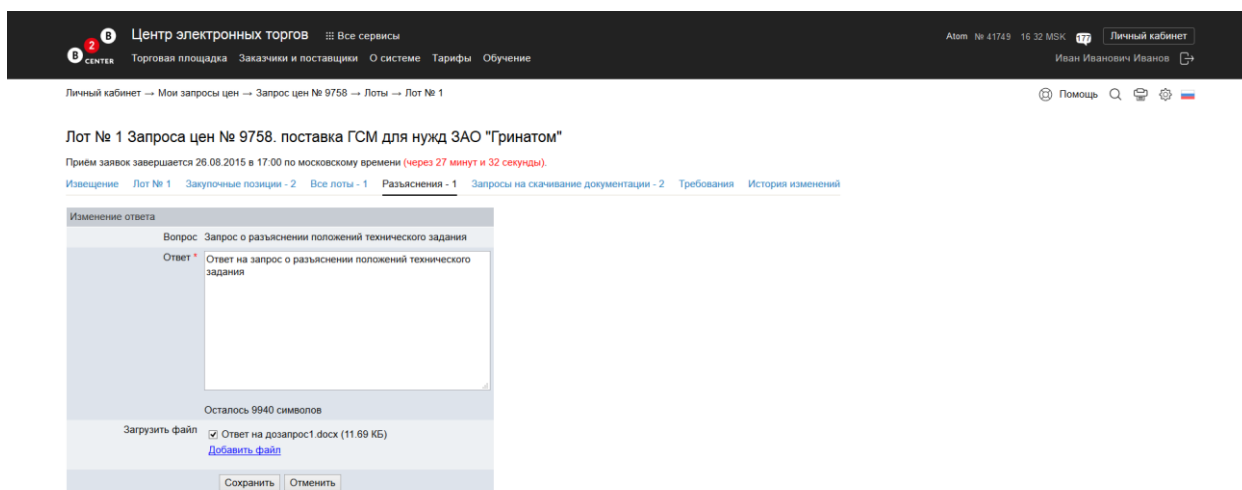 B 2 B CENTER
Центр электронных торгов Все сервисы
Atom № 41749 16 32 MSK 177 Личный кабинет
Торговая площадка Заказчики и поставщики О системе Тарифы Обучение
Иван Иванович Иванов
Личный кабинет → Мои запросы цен → Запрос цен № 9758 → Лоты → Лот № 1
Помощь
Лот № 1 Запроса цен № 9758. поставка ГСМ для нужд ЗАО "Гринатом"
Приём заявок завершается 26.08.2015 в 17:00 по московскому времени (через 27 минут и 32 секунды).
Извещение Лот № 1 Закупочные позиции - 2 Все лоты - 1 Разъяснения - 1 Запросы на скачивание документации - 2 Требования История изменений
Изменение ответа
Вопрос Запрос о разъяснении положений технического задания
Ответ * Ответ на запрос о разъяснении положений технического
задания
Осталось 9940 символов
Загрузить файл Ответ на дозапрос1.docx (11.69 КБ)
Добавить файл
Сохранить Отменить